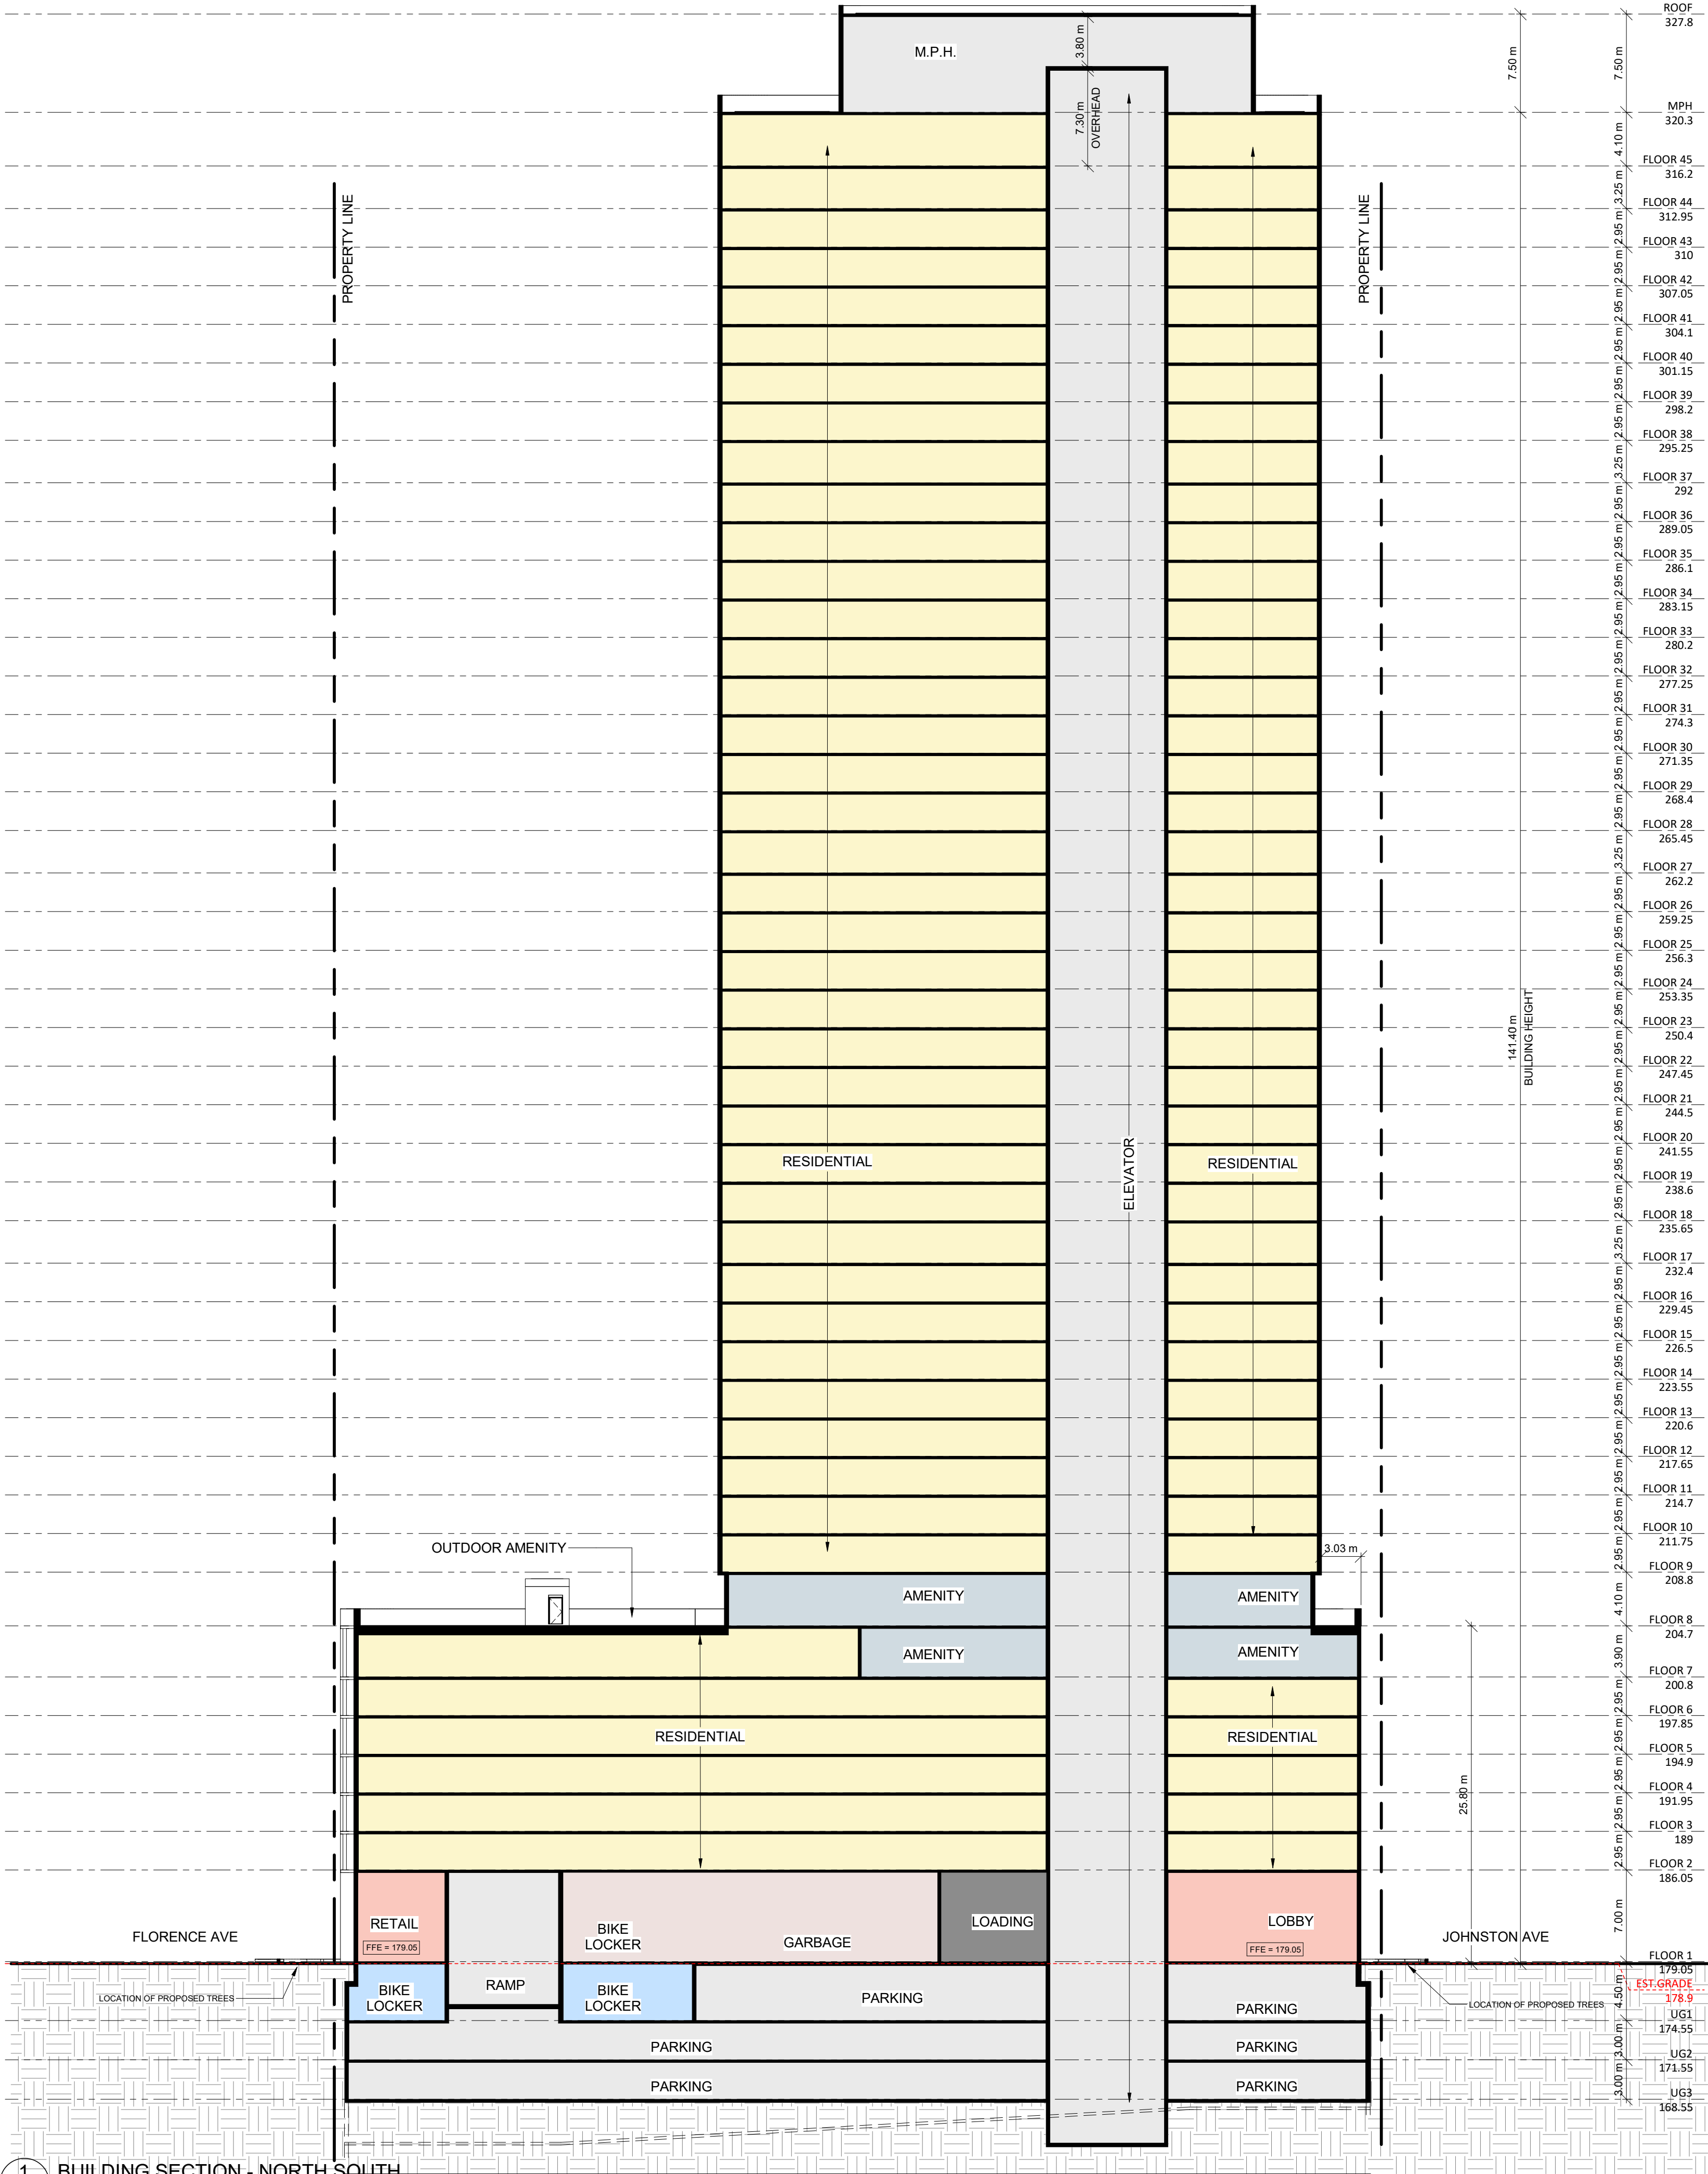 ROOF
327.8
M.P.H.
3.80 m
7.50 m
7.50 m
7.30 m
OVERHEAD
MPH
320.3
4.10 m
FLOOR 45
316.2
3.25 m
PROPERTY LINE
PROPERTY LINE
FLOOR 44
312.95
2.95 m
FLOOR 43
310
2.95 m
FLOOR 42
307.05
2.95 m
FLOOR 41
304.1
2.95 m
FLOOR 40
301.15
2.95 m
FLOOR 39
298.2
2.95 m
FLOOR 38
295.25
3.25 m
FLOOR 37
292
2.95 m
FLOOR 36
289.05
2.95 m
FLOOR 35
286.1
2.95 m
FLOOR 34
283.15
2.95 m
FLOOR 33
280.2
2.95 m
FLOOR 32
277.25
2.95 m
FLOOR 31
274.3
2.95 m
FLOOR 30
271.35
2.95 m
FLOOR 29
268.4
2.95 m
FLOOR 28
265.45
3.25 m
FLOOR 27
262.2
2.95 m
FLOOR 26
259.25
2.95 m
FLOOR 25
256.3
2.95 m
FLOOR 24
253.35
2.95 m
FLOOR 23
250.4
141.40 m
BUILDING HEIGHT
2.95 m
FLOOR 22
247.45
2.95 m
FLOOR 21
244.5
2.95 m
FLOOR 20
241.55
RESIDENTIAL
ELEVATOR
RESIDENTIAL
2.95 m
FLOOR 19
238.6
2.95 m
FLOOR 18
235.65
3.25 m
FLOOR 17
232.4
2.95 m
FLOOR 16
229.45
2.95 m
FLOOR 15
226.5
2.95 m
FLOOR 14
223.55
2.95 m
FLOOR 13
220.6
2.95 m
FLOOR 12
217.65
2.95 m
FLOOR 11
214.7
2.95 m
FLOOR 10
211.75
OUTDOOR AMENITY
3.03 m
2.95 m
FLOOR 9
208.8
AMENITY
AMENITY
4.10 m
FLOOR 8
204.7
AMENITY
AMENITY
3.90 m
FLOOR 7
200.8
2.95 m
FLOOR 6
197.85
RESIDENTIAL
RESIDENTIAL
2.95 m
FLOOR 5
194.9
2.95 m
FLOOR 4
191.95
25.80 m
2.95 m
FLOOR 3
189
2.95 m
FLOOR 2
186.05
RETAIL
FFE = 179.05
BIKE
LOCKER
GARBAGE
LOADING
LOBBY
FFE = 179.05
7.00 m
FLORENCE AVE
JOHNSTON AVE
FLOOR 1
179.05
EST.GRADE
178.9
4.50 m
LOCATION OF PROPOSED TREES
BIKE
LOCKER
RAMP
BIKE
LOCKER
PARKING
PARKING
LOCATION OF PROPOSED TREES
UG1
174.55
PARKING
PARKING
3.00 m
UG2
171.55
PARKING
PARKING
3.00 m
UG3
168.55
1
BUILDING SECTION - NORTH SOUTH